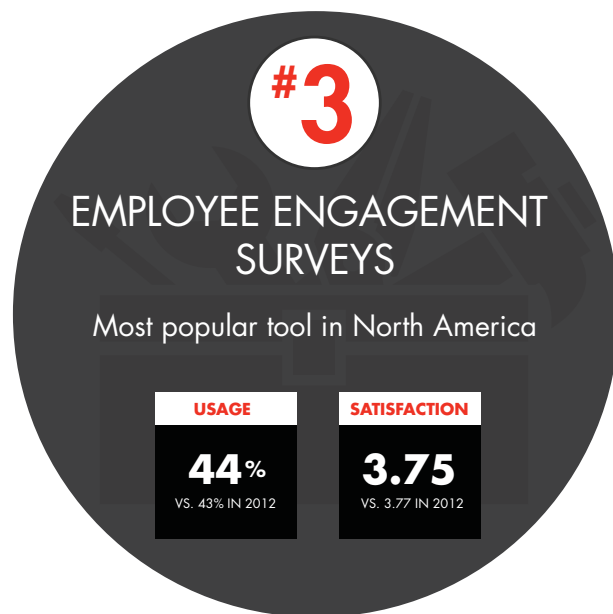 #3
EMPLOYEE ENGAGEMENT
SURVEYS
Most popular tool in North America
USAGE
44%
VS. 43% IN 2012
SATISFACTION
3.75
VS. 3.77 IN 2012